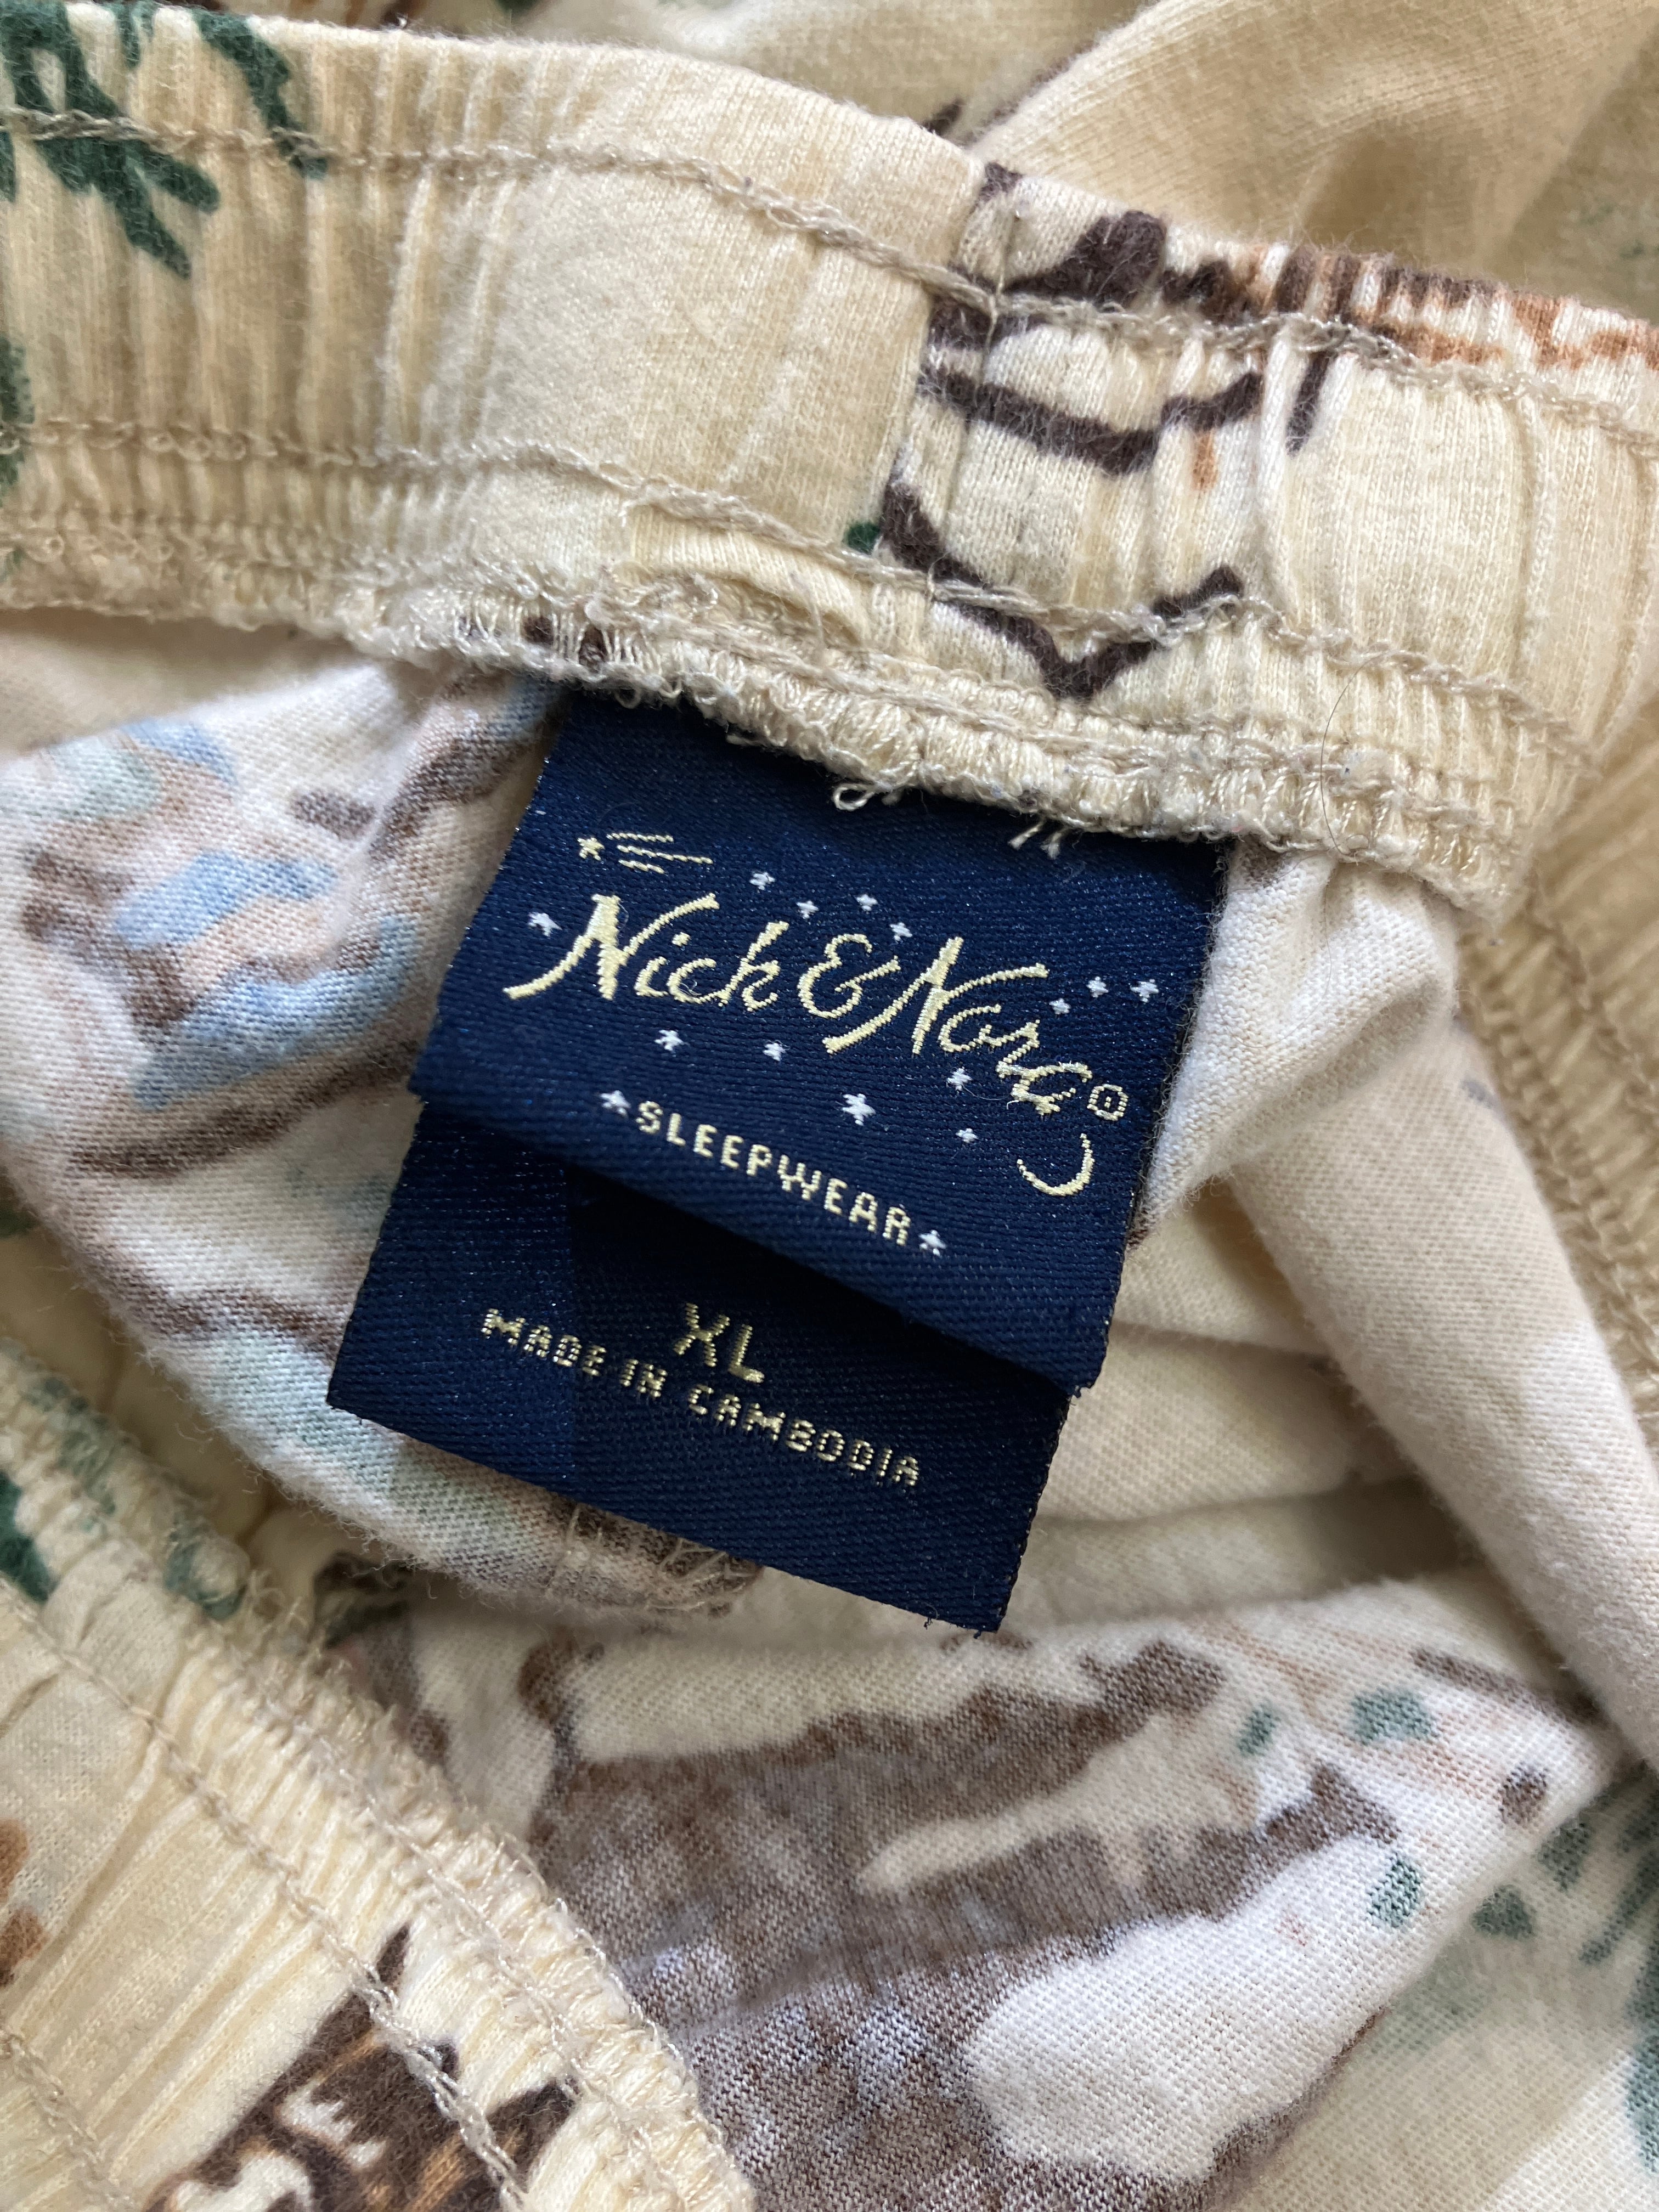 Nick & Nora®
SLEEPWEAR
XL
MADE IN CAMBODIA